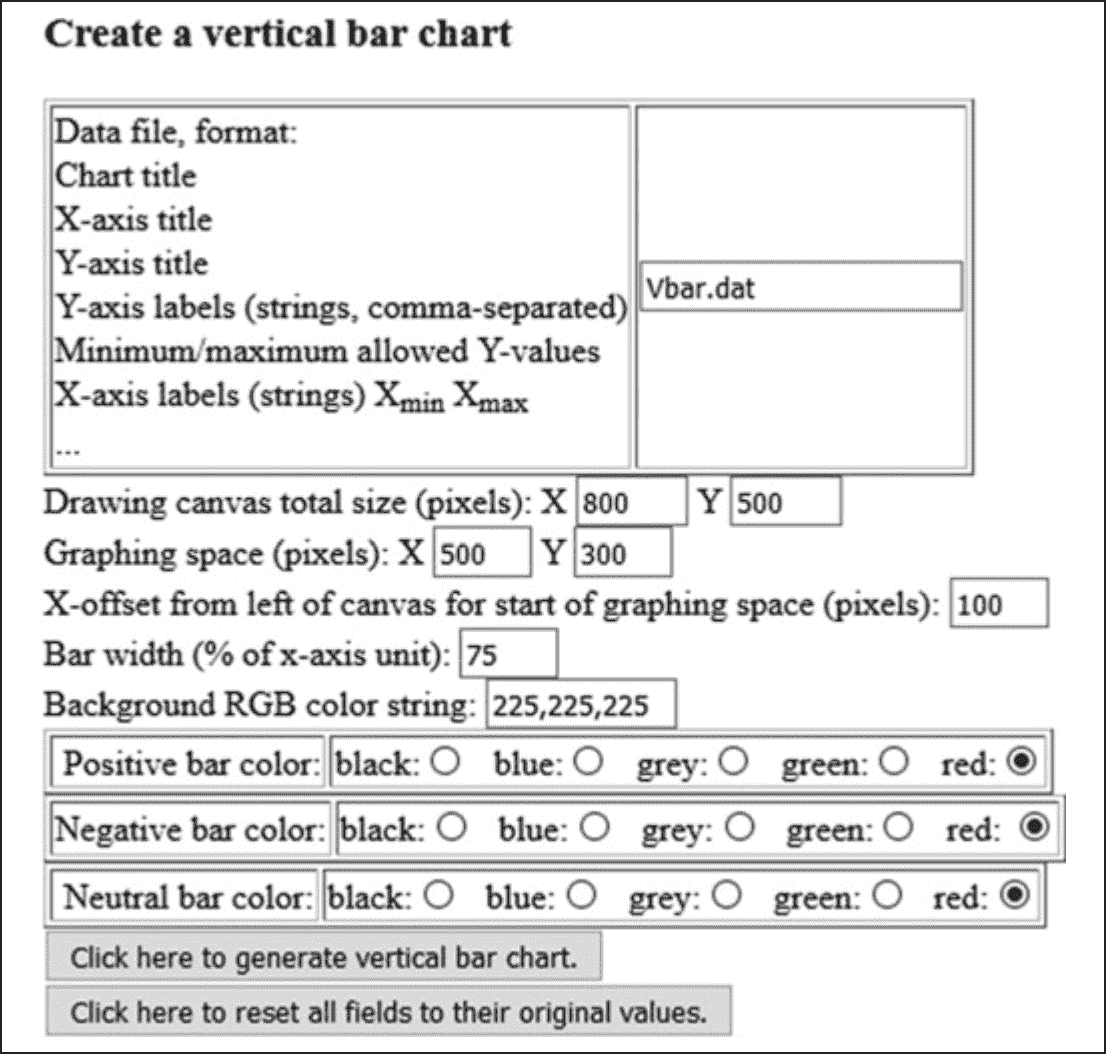 Create a vertical bar chart
Data file, format:
Chart title
X-axis title
Y-axis title
Y-axis labels (strings, comma-separated)
Minimum/maximum allowed Y-values
X-axis labels (strings) Xmin Xmax
...
Vbar.dat
Drawing canvas total size (pixels): X 800 Y 500
Graphing space (pixels): X 500 Y 300
X-offset from left of canvas for start of graphing space (pixels): 100
Bar width (% of x-axis unit): 75
Background RGB color string: 225,225,225
Positive bar color: black: blue: grey: green: red:
Negative bar color: black: blue: grey: green: red:
Neutral bar color: black: blue: grey: green: red:
Click here to generate vertical bar chart.
Click here to reset all fields to their original values.